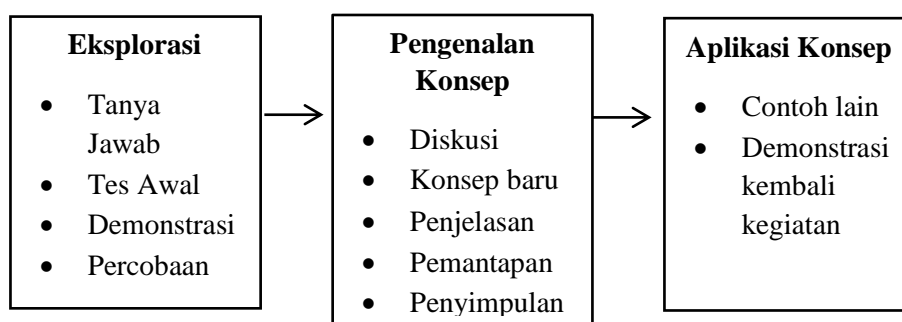 Eksplorasi
• Tanya
Jawab
• Tes Awal
• Demonstrasi
• Percobaan
Pengenalan
Konsep
• Diskusi
• Konsep baru
• Penjelasan
• Pemantapan
• Penyimpulan
Aplikasi Konsep
• Contoh lain
• Demonstrasi
kembali
kegiatan